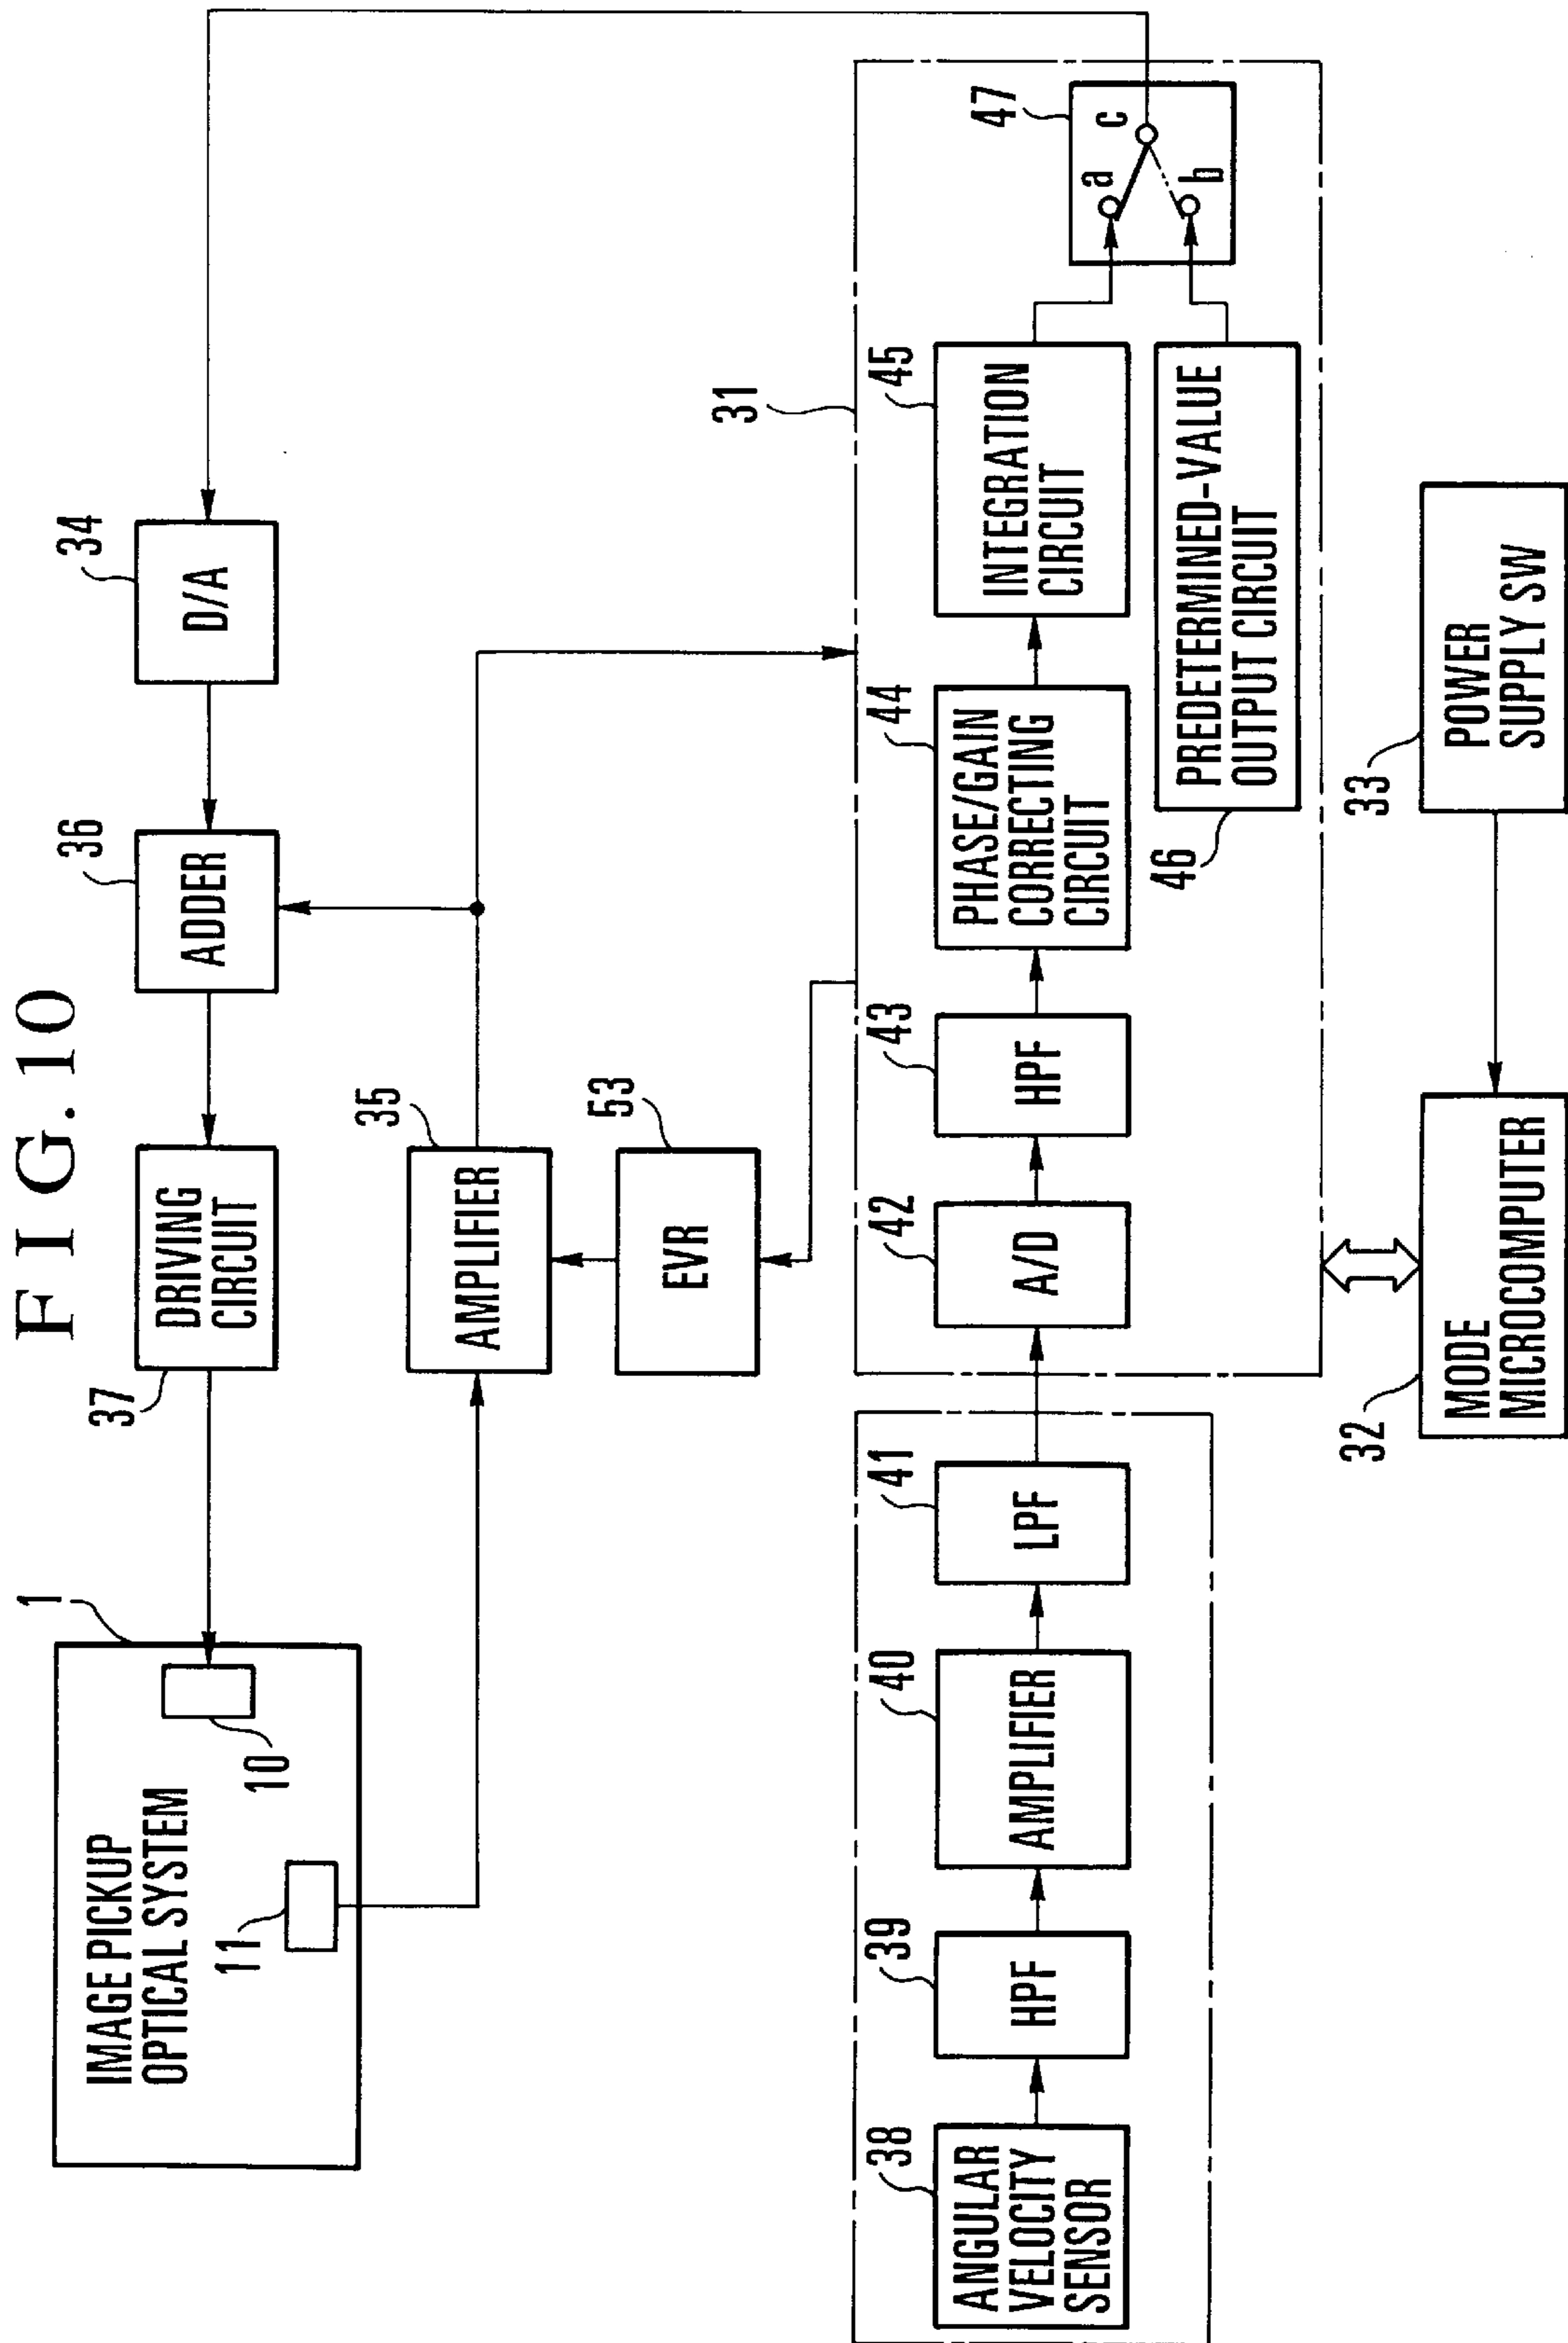 FIG.10
IMAGE PICKUP
OPTICAL SYSTEM
1
10
11
37
DRIVING
CIRCUIT
36
ADDER
34
D/A
35
AMPLIFIER
53
EVR
31
38
ANGULAR
VELOCITY
SENSOR
39
HPF
40
AMPLIFIER
41
LPF
42
A/D
43
HPF
44
PHASE/GAIN
CORRECTING
CIRCUIT
45
INTEGRATION
CIRCUIT
46
PREDETERMINED-VALUE
OUTPUT CIRCUIT
47
a
b
c
32
MODE
MICROCOMPUTER
33
POWER
SUPPLY SW